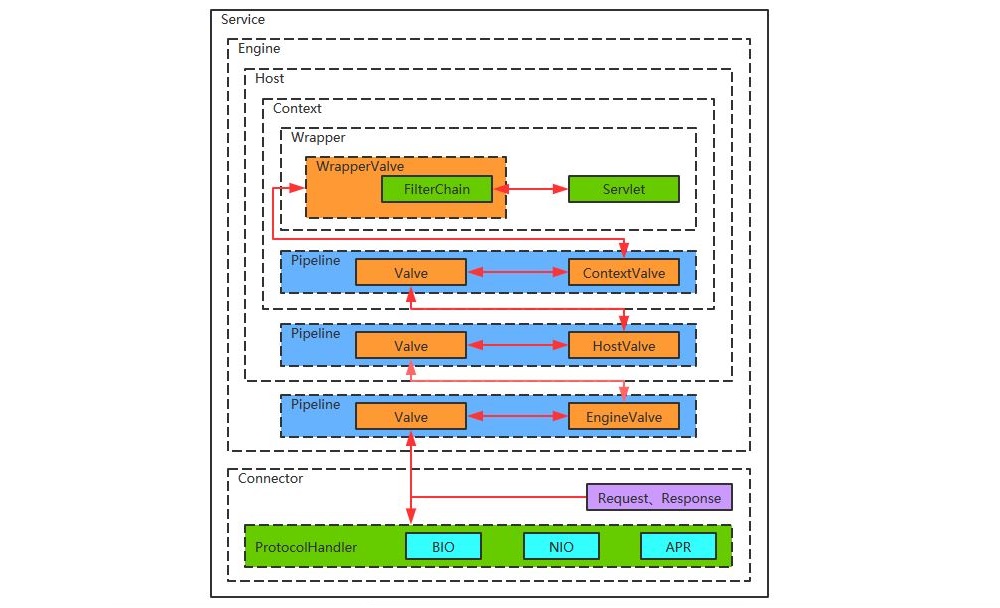 Service
Engine
Host
Context
Wrapper
WrapperValve
FilterChain
Servlet
Pipeline
Valve
ContextValve
Pipeline
Valve
HostValve
Pipeline
Valve
EngineValve
Connector
Request、Response
ProtocolHandler
BIO
NIO
APR